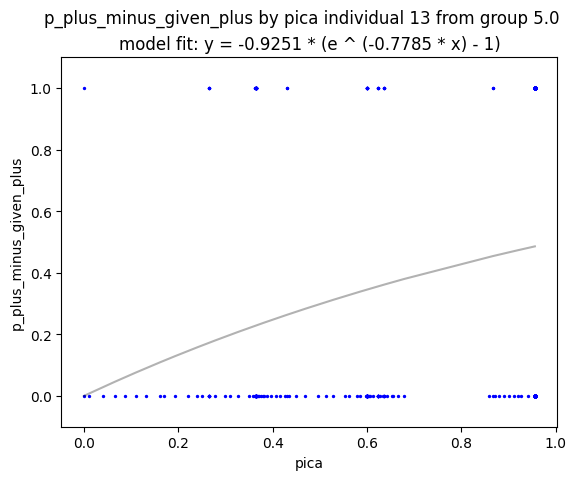 p_plus_minus_given_plus by pica individual 13 from group 5.0
model fit: y = -0.9251 * (e ^ (-0.7785 * x) - 1)
1.0
0.8
0.6
0.4
0.2
0.0
p_plus_minus_given_plus
0.0 0.2 0.4 0.6 0.8 1.0
pica